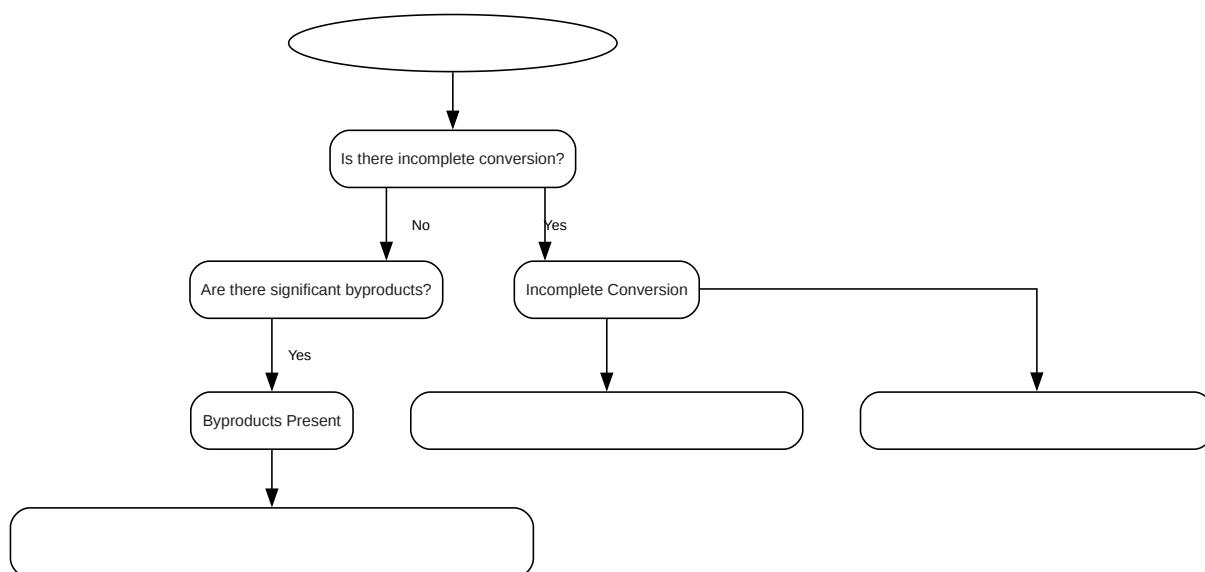 Is there incomplete conversion?
No
Yes
Are there significant byproducts?
Incomplete Conversion
Yes
Byproducts Present